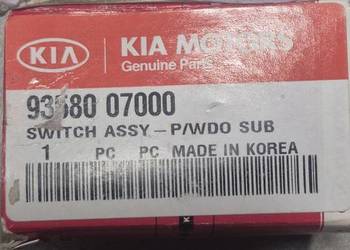 KIA
KIA MOTORS
Genuine Parts
93580 07000
SWITCH ASSY-P/WDO SUB
1 PC PC MADE IN KOREA